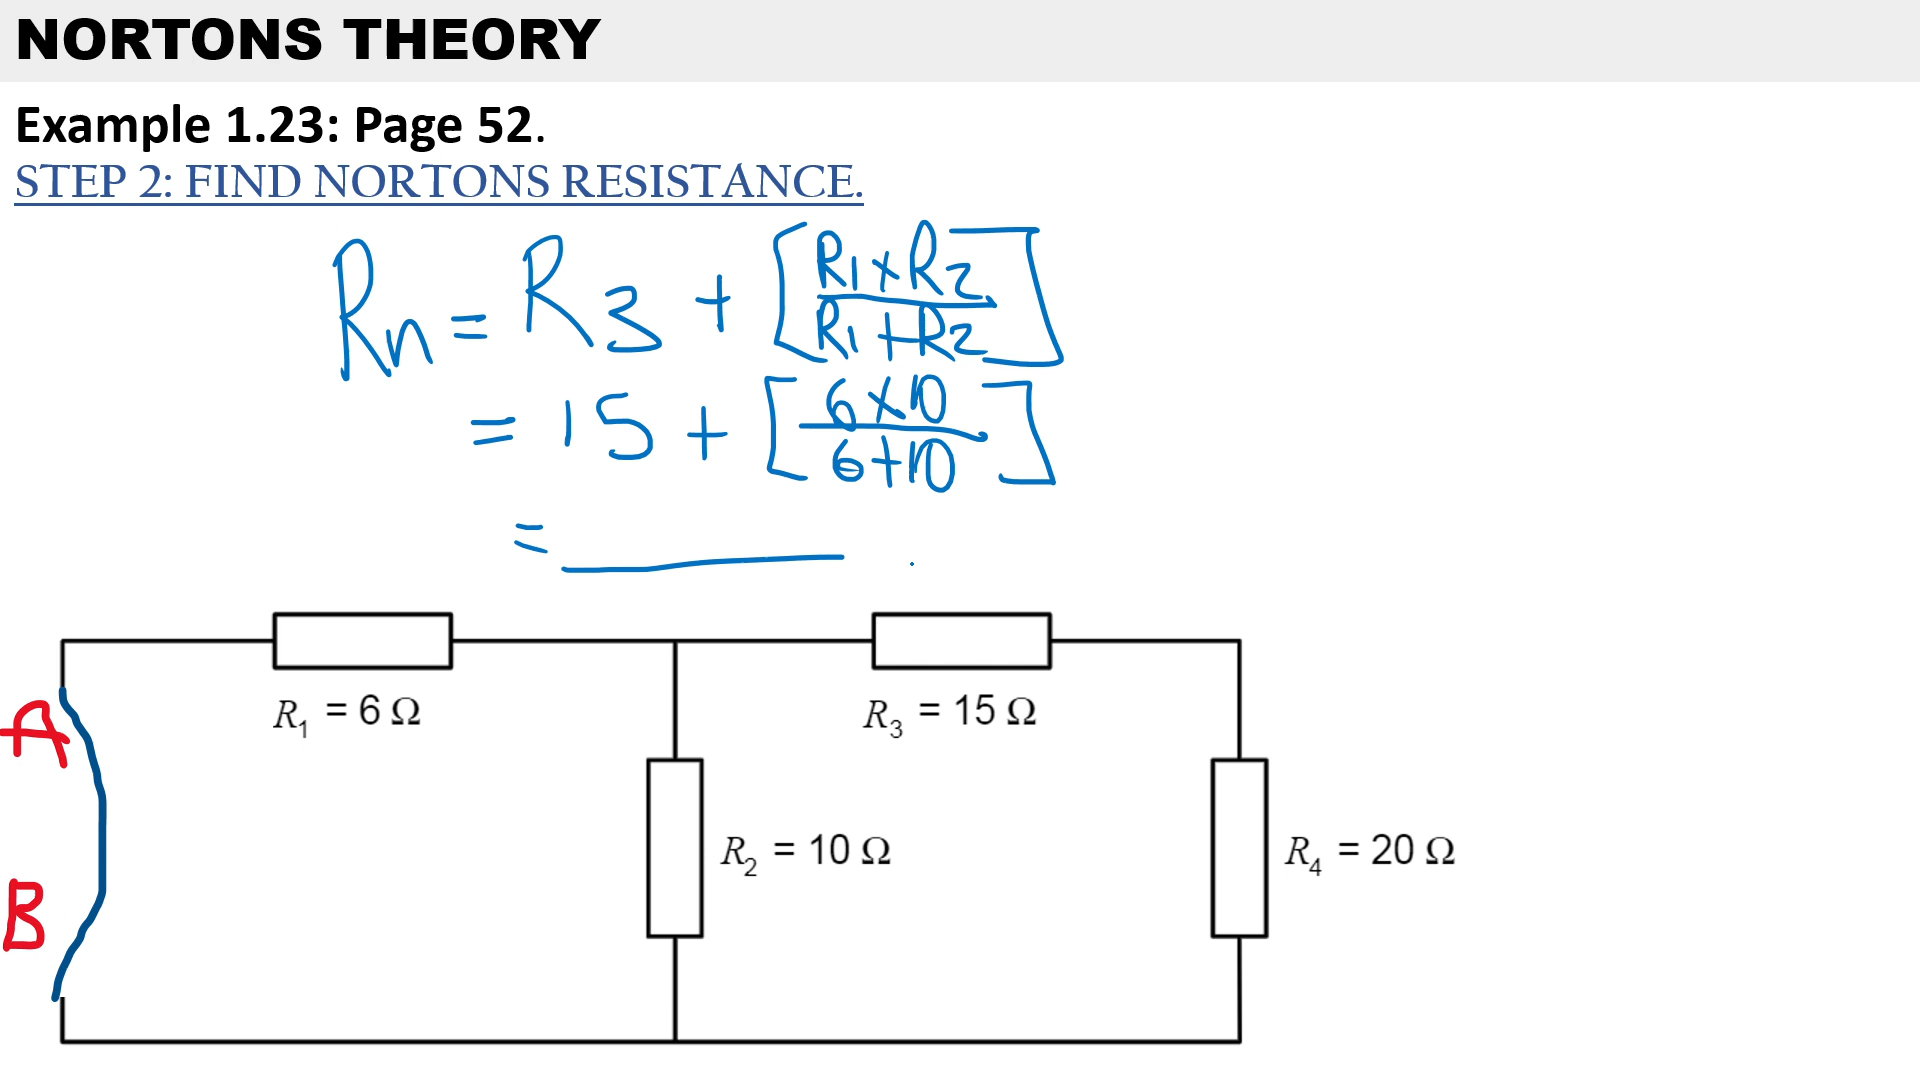 NORTONS THEORY
Example 1.23: Page 52.
STEP 2: FIND NORTONS RESISTANCE.
Rn = R3 + [R1 x R2 / R1 + R2]
= 15 + [6 x 10 / 6 + 10]
= ______
R₁ = 6 Ω
R₃ = 15 Ω
A
R₂ = 10 Ω
R₄ = 20 Ω
B